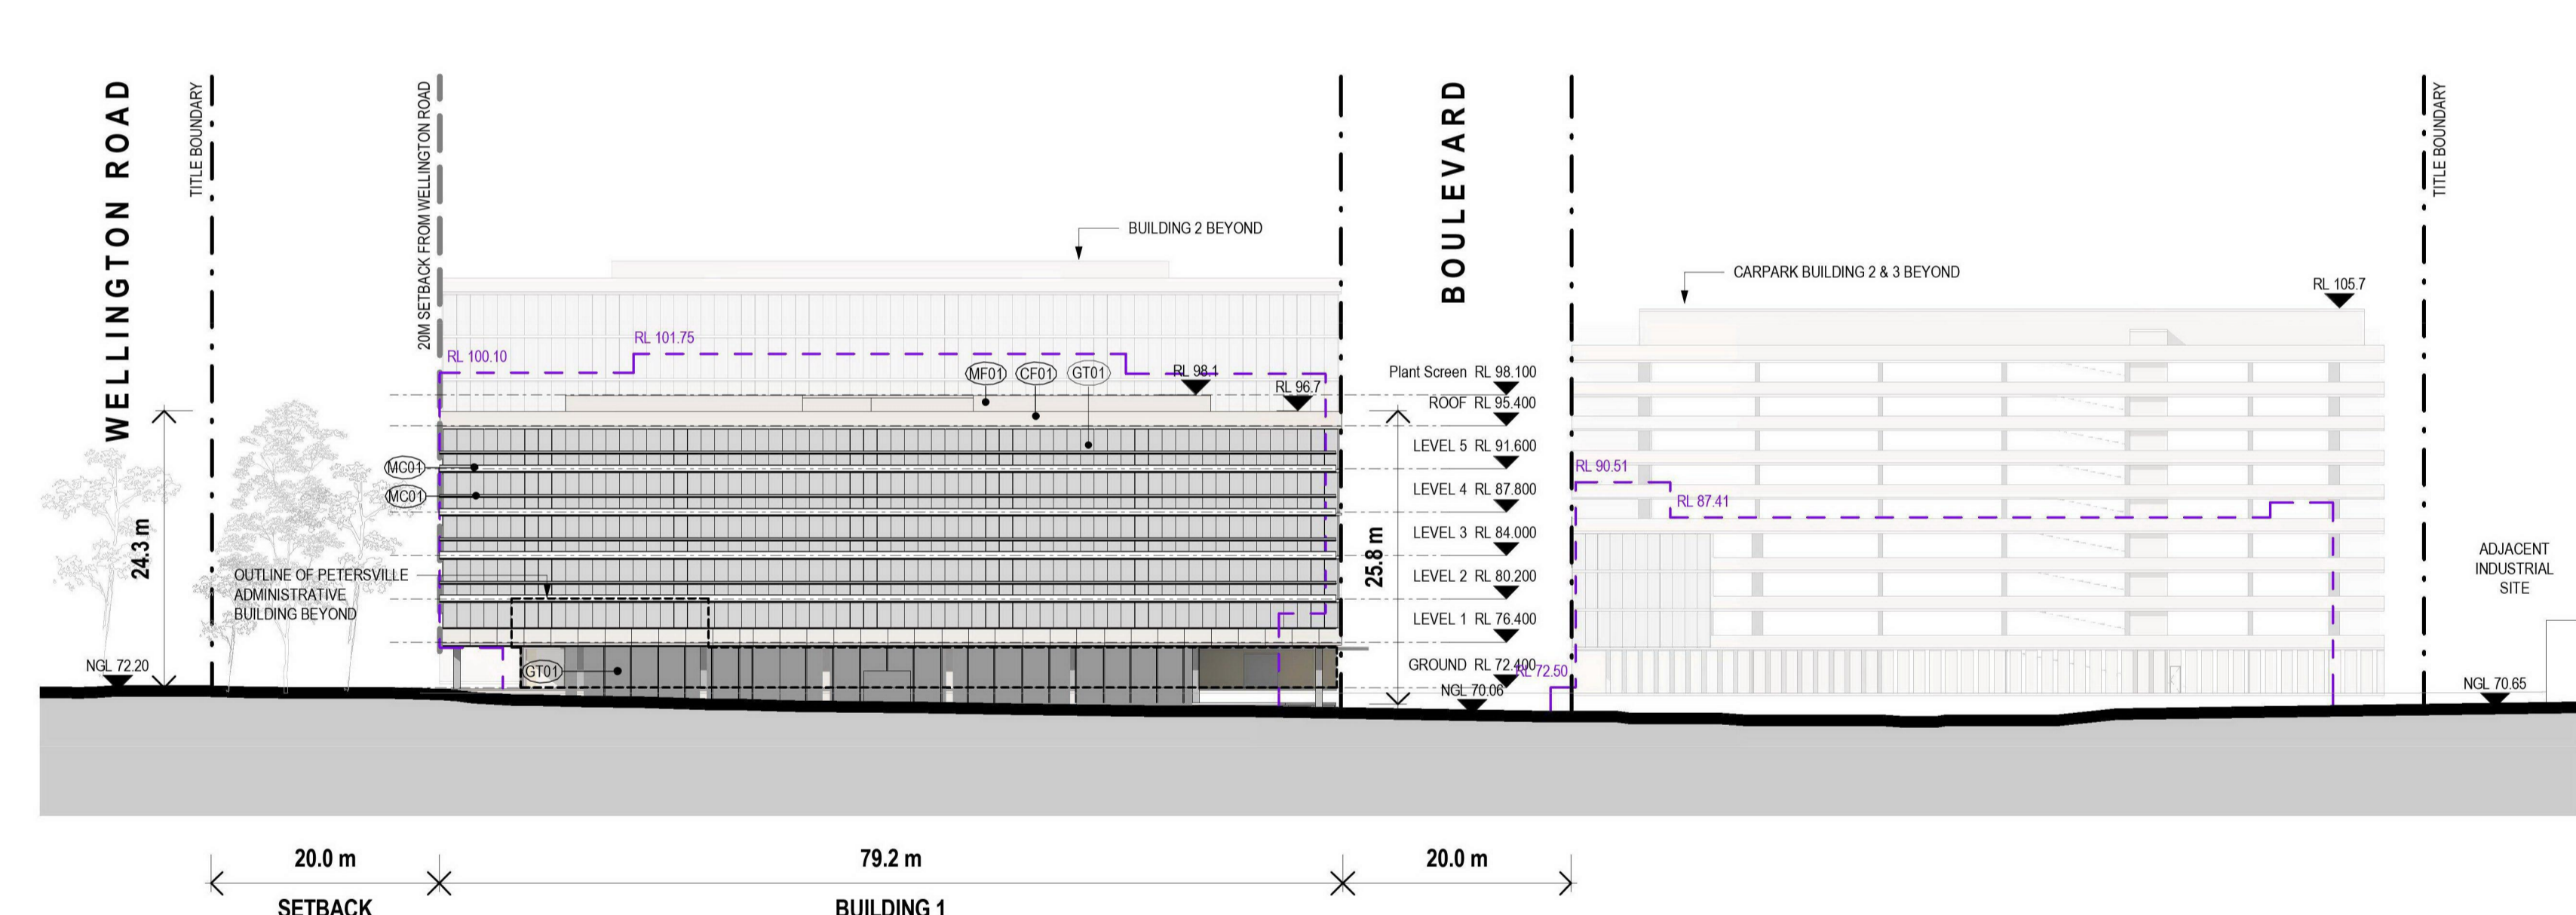 WELLINGTON ROAD
TITLE BOUNDARY
20M SETBACK FROM WELLINGTON ROAD
BOULEVARD
TITLE BOUNDARY
BUILDING 2 BEYOND
CARPARK BUILDING 2 & 3 BEYOND
RL 105.7
RL 101.75
RL 100.10
MF01
CF01
GT01
RL 98.1
RL 96.7
Plant Screen RL 98.100
ROOF RL 95.400
LEVEL 5 RL 91.600
LEVEL 4 RL 87.800
LEVEL 3 RL 84.000
LEVEL 2 RL 80.200
LEVEL 1 RL 76.400
GROUND RL 72.400
RL 72.50
NGL 70.06
RL 90.51
RL 87.41
MC01
MC01
24.3 m
25.8 m
OUTLINE OF PETERSVILLE
ADMINISTRATIVE
BUILDING BEYOND
GT01
NGL 72.20
ADJACENT
INDUSTRIAL
SITE
NGL 70.65
20.0 m
79.2 m
20.0 m
SETBACK
BUILDING 1